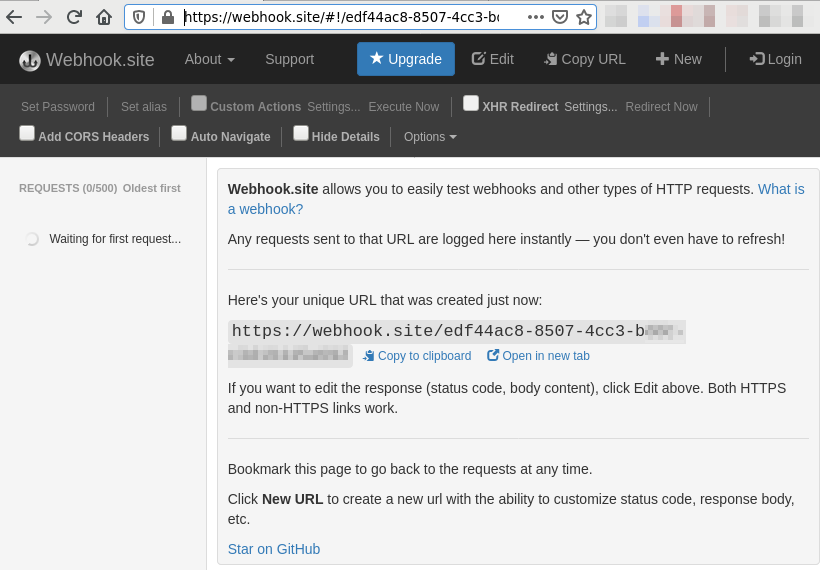 https://webhook.site/#!/edf44ac8-8507-4cc3-b
Webhook.site About Support Upgrade Edit Copy URL New Login
Set Password Set alias Custom Actions Settings... Execute Now XHR Redirect Settings... Redirect Now
Add CORS Headers Auto Navigate Hide Details Options
REQUESTS (0/500) Oldest first
Waiting for first request...
Webhook.site allows you to easily test webhooks and other types of HTTP requests. What is
a webhook?
Any requests sent to that URL are logged here instantly — you don't even have to refresh!
Here's your unique URL that was created just now:
https://webhook.site/edf44ac8-8507-4cc3-b
Copy to clipboard Open in new tab
If you want to edit the response (status code, body content), click Edit above. Both HTTPS
and non-HTTPS links work.
Bookmark this page to go back to the requests at any time.
Click New URL to create a new url with the ability to customize status code, response body,
etc.
Star on GitHub